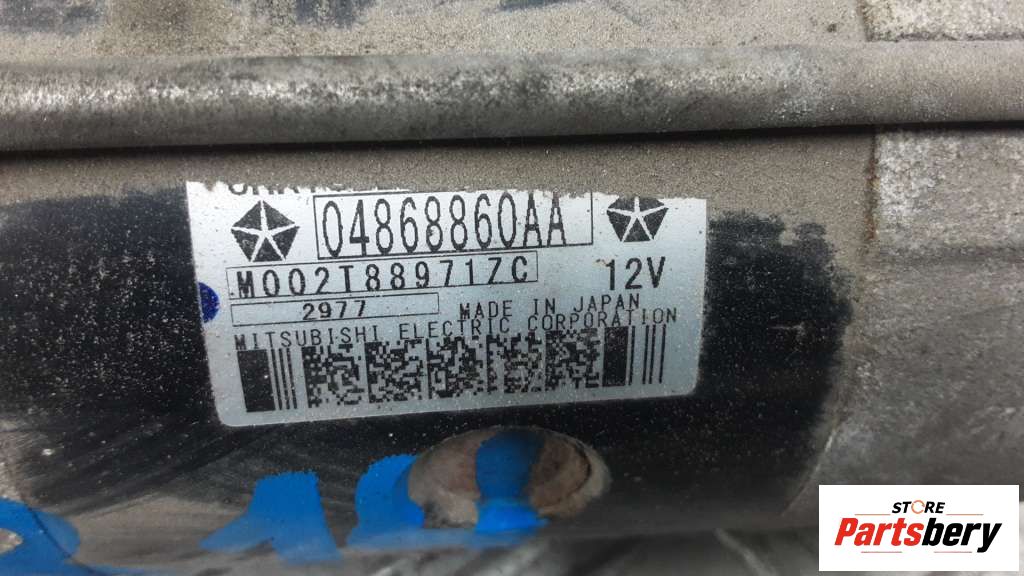 04868860AA
M002T88971ZC 12V
2977 MADE IN JAPAN
MITSUBISHI ELECTRIC CORPORATION
STORE
Partsbery